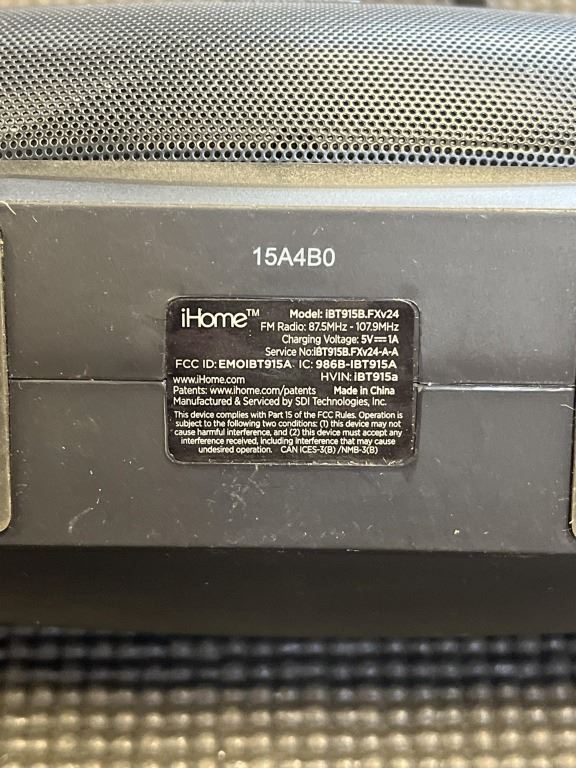 15A4B0
iHome™
Model: iBT915B.FXv24
FM Radio: 87.5MHz - 107.9MHz
Charging Voltage: 5V⎓1A
Service No:iBT915B.FXv24-A-A
FCC ID: EMOIBT915A IC: 986B-IBT915A
www.iHome.com HVIN: iBT915a
Patents: www.ihome.com/patents Made in China
Manufactured & Serviced by SDI Technologies, Inc.
This device complies with Part 15 of the FCC Rules. Operation is
subject to the following two conditions: (1) this device may not
cause harmful interference, and (2) this device must accept any
interference received, including interference that may cause
undesired operation. CAN ICES-3(B) /NMB-3(B)